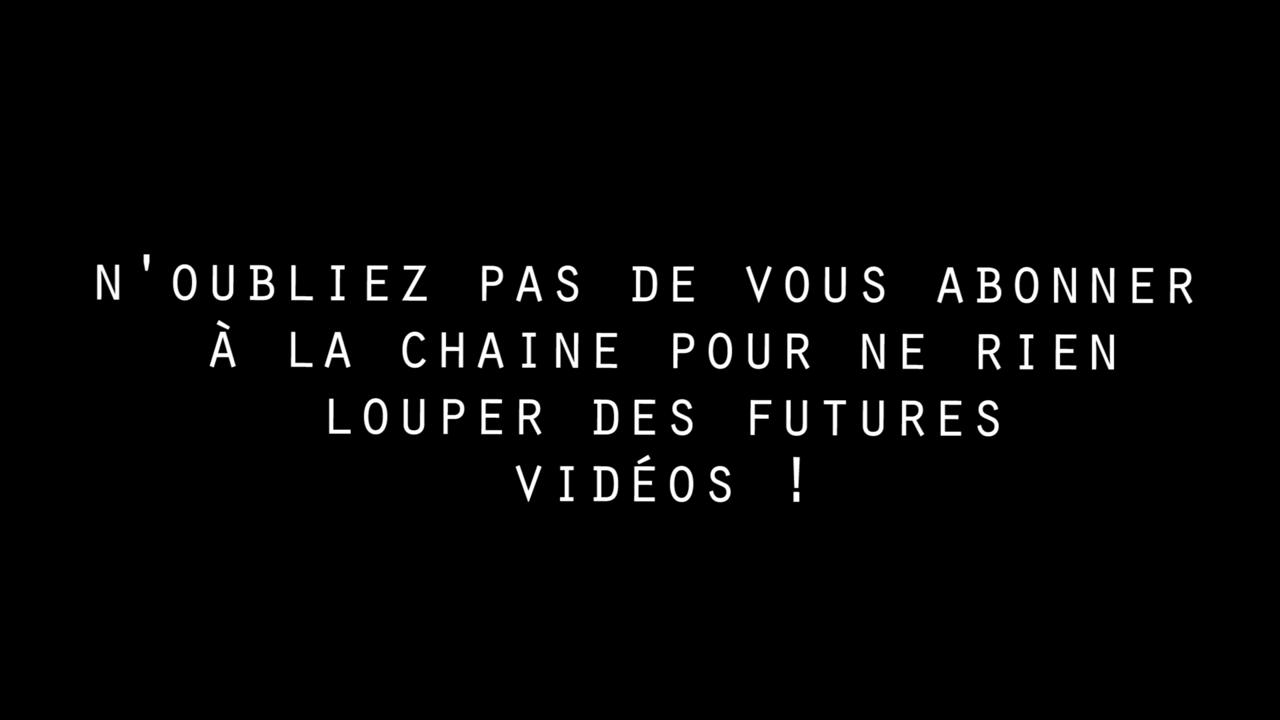 N'OUBLIEZ PAS DE VOUS ABONNER
À LA CHAINE POUR NE RIEN
LOUPER DES FUTURES
VIDÉOS !